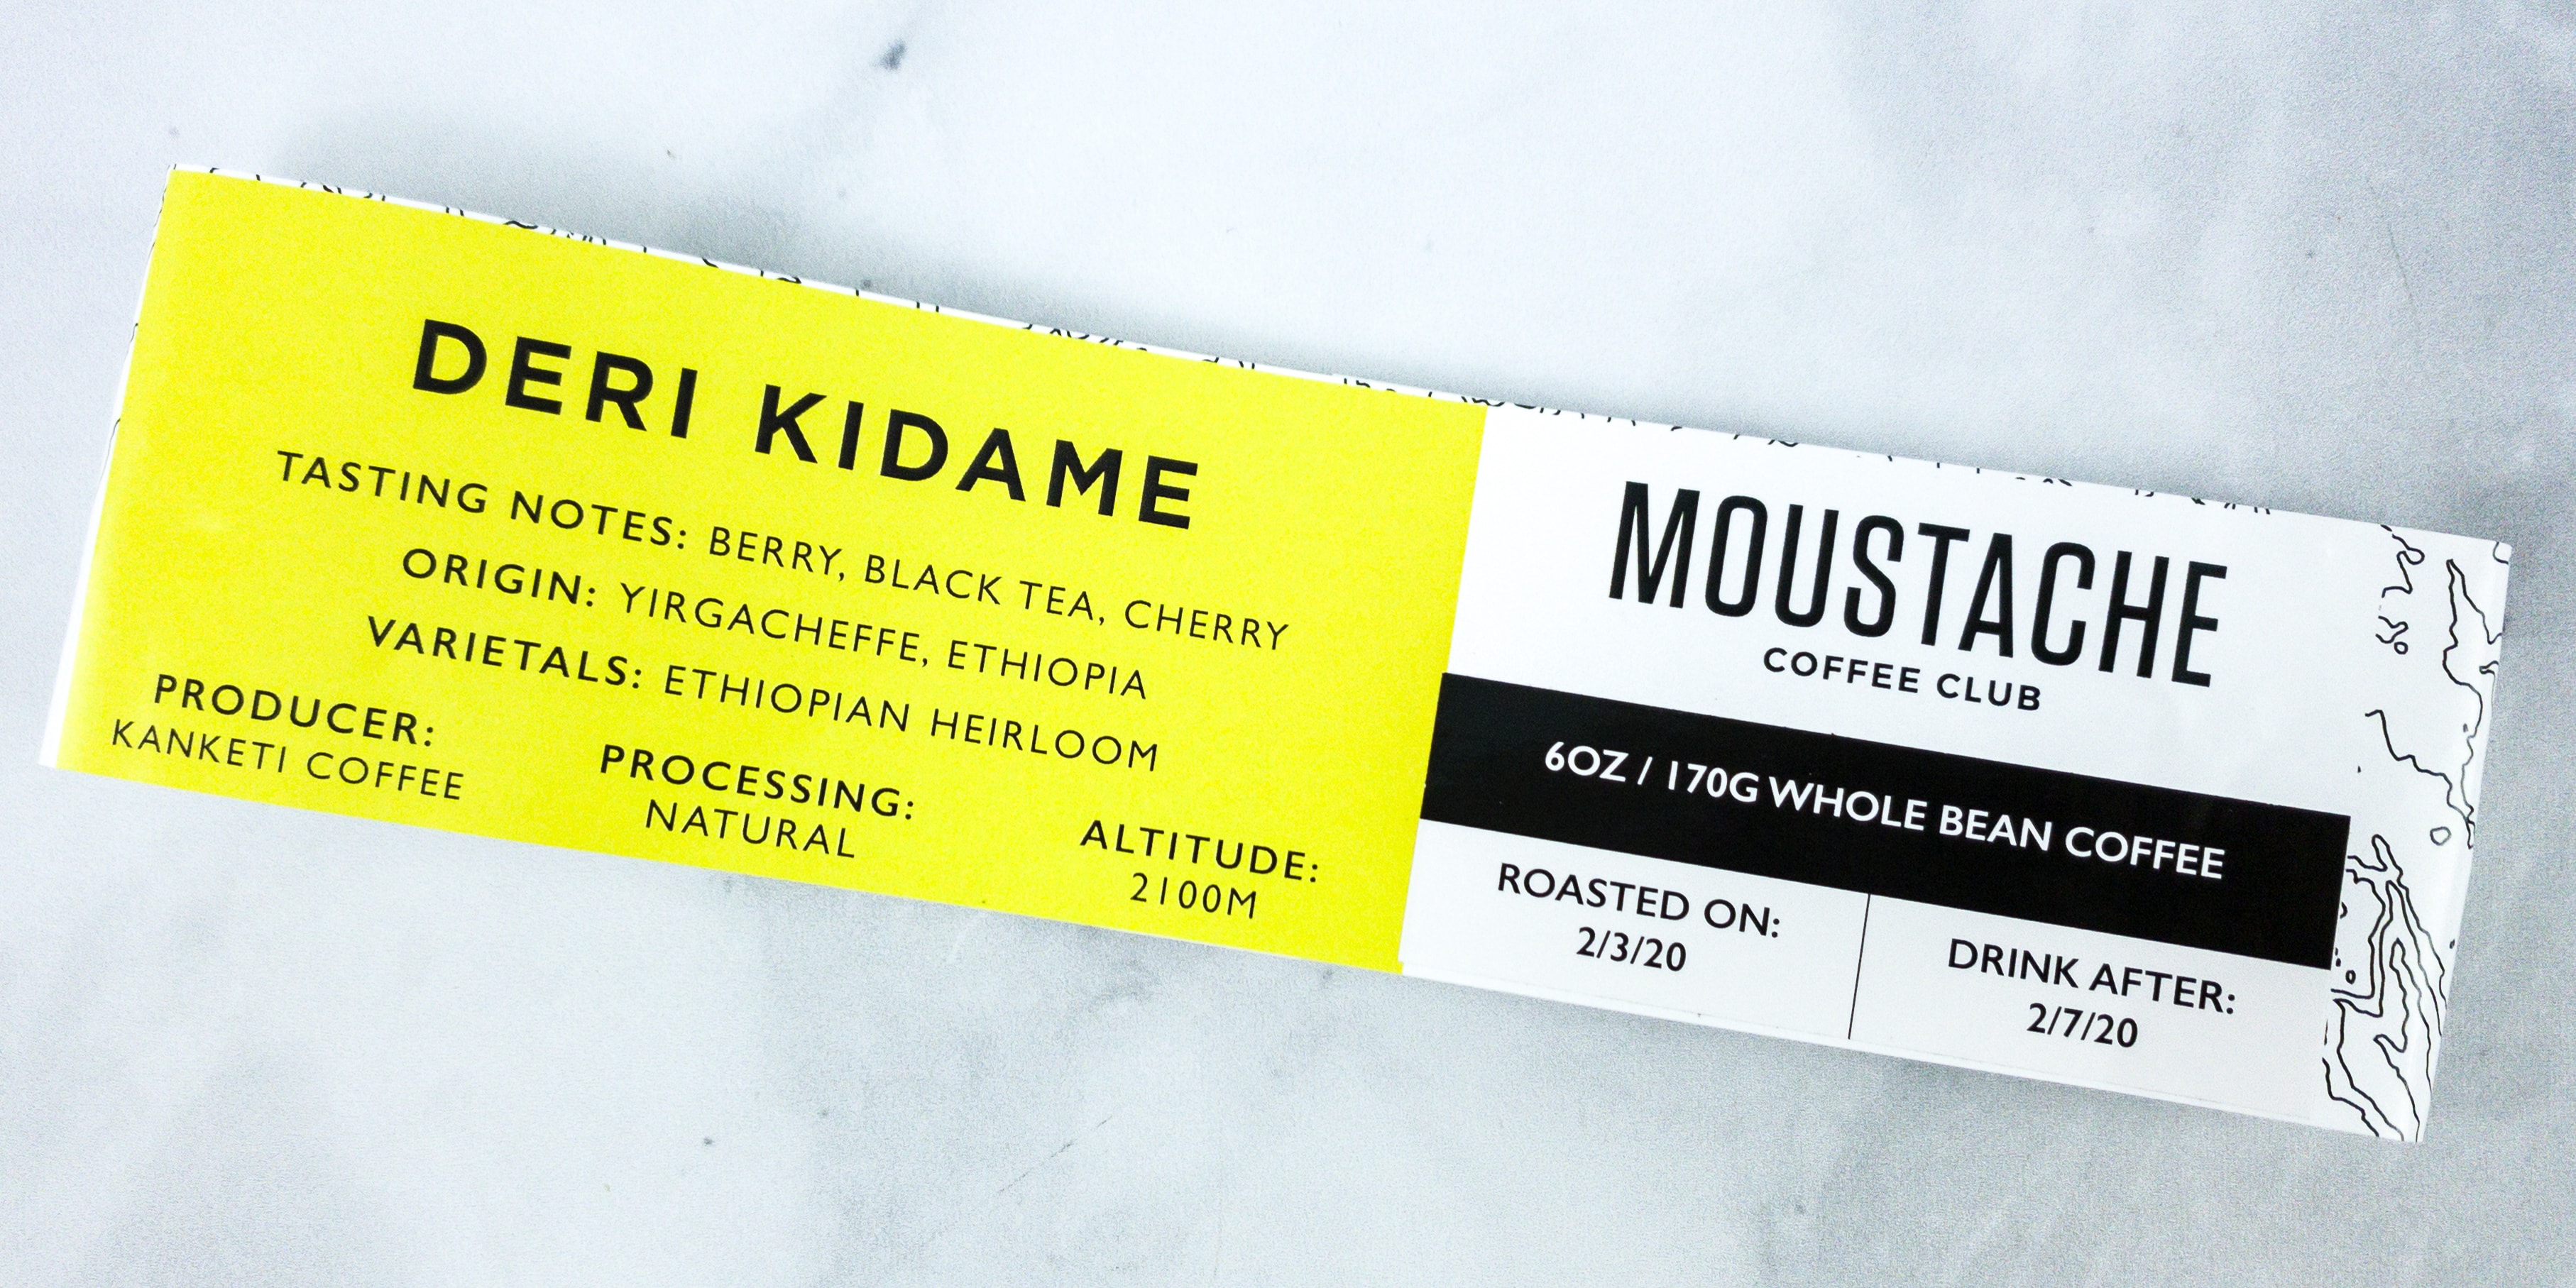 DERI KIDAME
TASTING NOTES: BERRY, BLACK TEA, CHERRY
ORIGIN: YIRGACHEFFE, ETHIOPIA
VARIETALS: ETHIOPIAN HEIRLOOM
PRODUCER:
KANKETI COFFEE
PROCESSING:
NATURAL
ALTITUDE:
2100M
MOUSTACHE
COFFEE CLUB
6OZ / 170G WHOLE BEAN COFFEE
ROASTED ON:
2/3/20
DRINK AFTER:
2/7/20